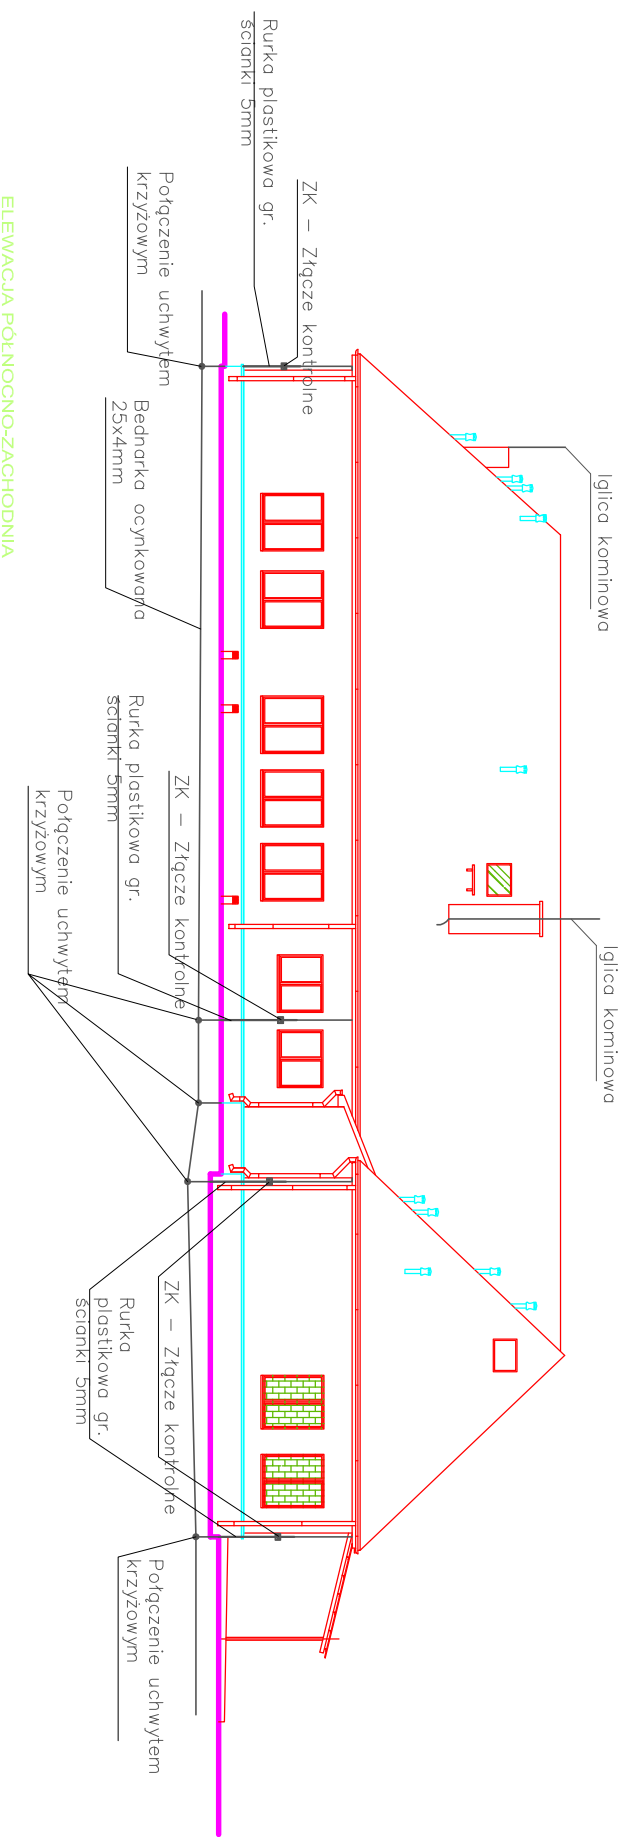 Iglica kominowa
Iglica kominowa
ZK – Złącze kontrolne
Rurka plastikowa gr.
ścianki 5mm
Połączenie uchwytem
krzyżowym
Bednarka ocynkowana
25x4mm
ZK – Złącze kontrolne
Rurka plastikowa gr.
ścianki 5mm
Połączenie uchwytem
krzyżowym
ZK – Złącze kontrolne
Rurka
plastikowa gr.
ścianki 5mm
Połączenie uchwytem
krzyżowym
ELEWACJA PÓŁNOCNO-ZACHODNIA